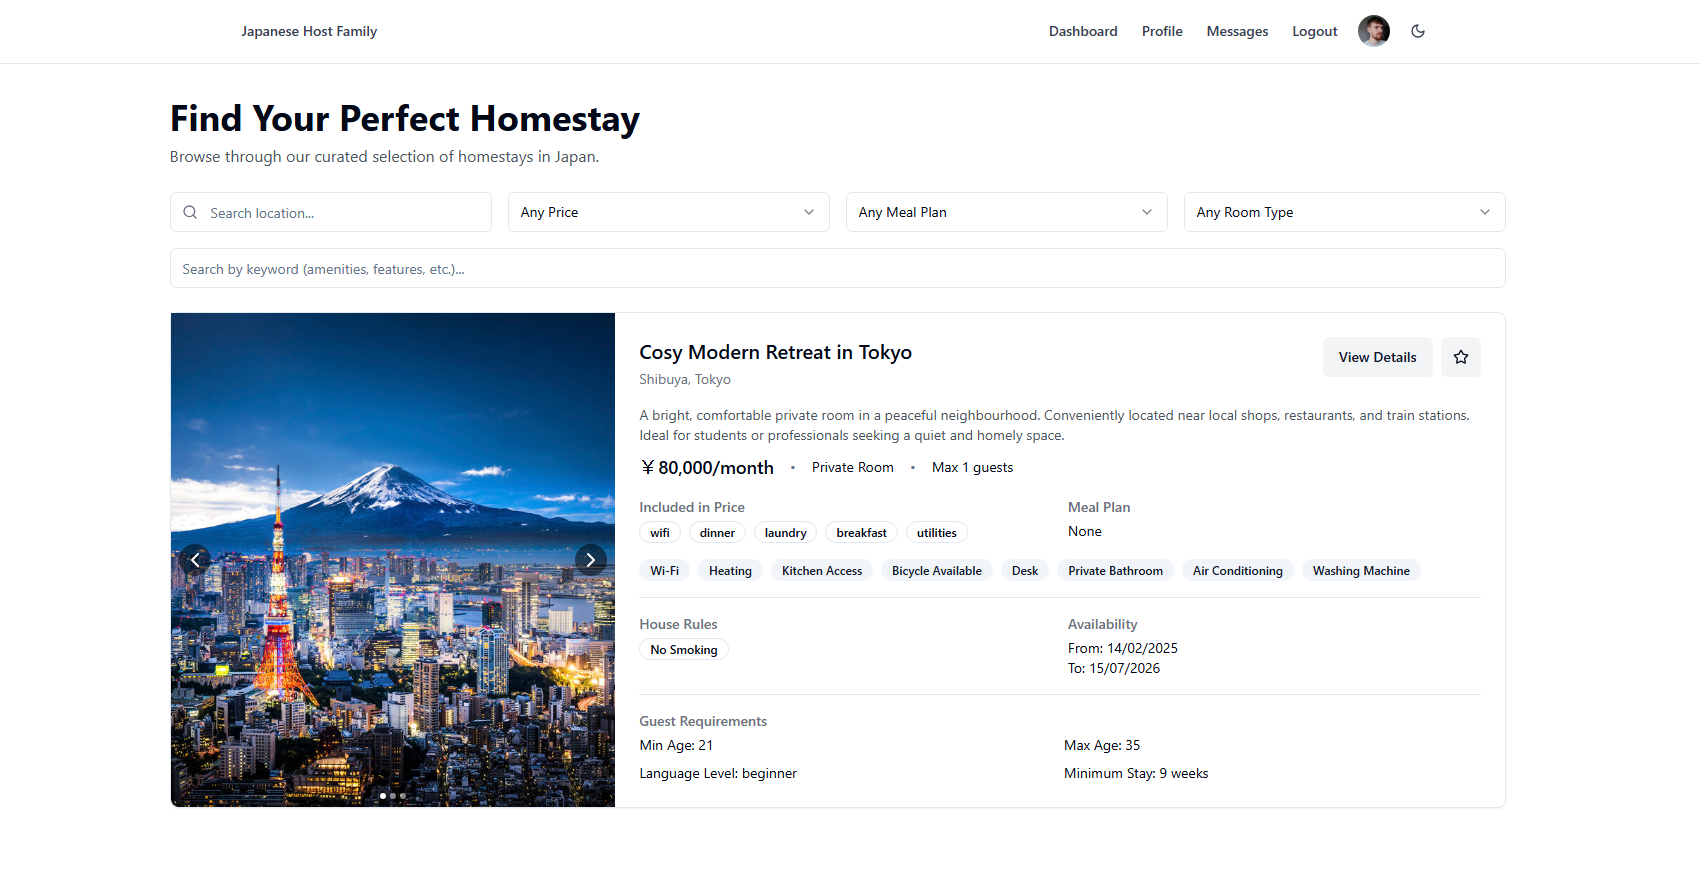 Japanese Host Family
Dashboard
Profile
Messages
Logout
Find Your Perfect Homestay
Browse through our curated selection of homestays in Japan.
Search location...
Any Price
Any Meal Plan
Any Room Type
Search by keyword (amenities, features, etc.)...
Cosy Modern Retreat in Tokyo
View Details
Shibuya, Tokyo
A bright, comfortable private room in a peaceful neighbourhood. Conveniently located near local shops, restaurants, and train stations.
Ideal for students or professionals seeking a quiet and homely space.
¥80,000/month • Private Room • Max 1 guests
Included in Price
wifi dinner laundry breakfast utilities
Meal Plan
None
Wi-Fi Heating Kitchen Access Bicycle Available Desk Private Bathroom Air Conditioning Washing Machine
House Rules
No Smoking
Availability
From: 14/02/2025
To: 15/07/2026
Guest Requirements
Min Age: 21
Max Age: 35
Language Level: beginner
Minimum Stay: 9 weeks